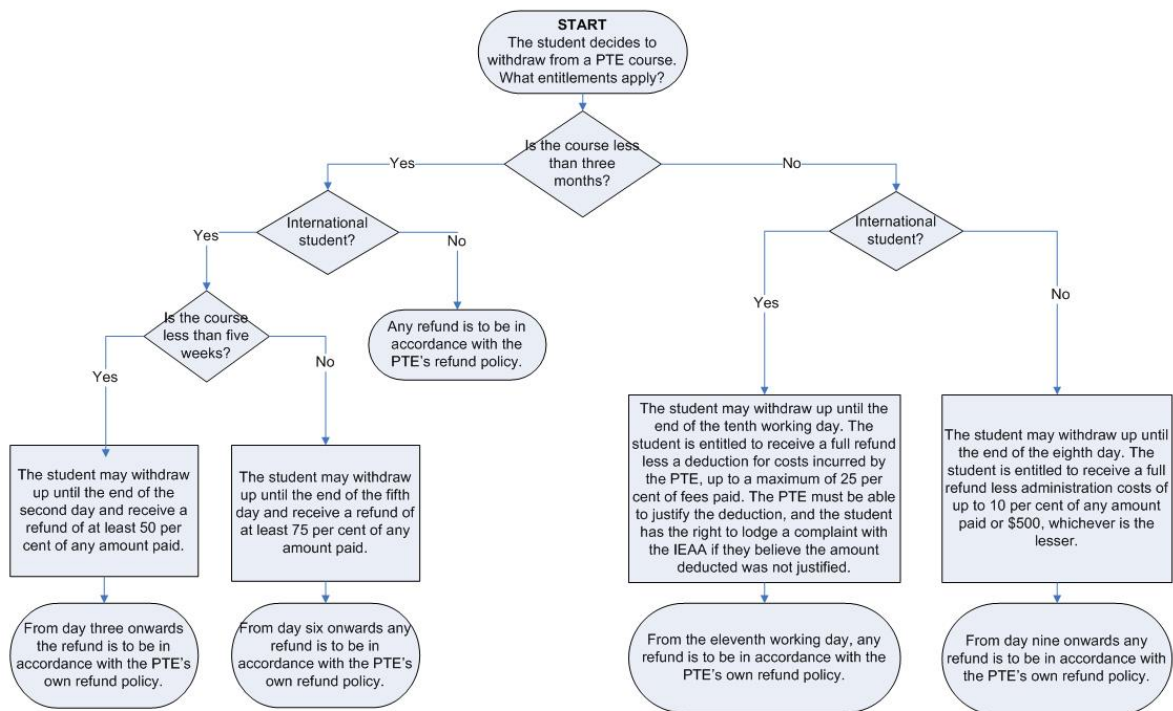 START
The student decides to
withdraw from a PTE course.
What entitlements apply?
Is the course less
than three
months?
Yes
No
International
student?
International
student?
Yes
No
Is the course
less than five
weeks?
Any refund is to be in
accordance with the
PTE's refund policy.
Yes
No
Yes
No
The student may withdraw
up until the end of the
second day and receive a
refund of at least 50 per
cent of any amount paid.
The student may withdraw
up until the end of the fifth
day and receive a refund of
at least 75 per cent of any
amount paid.
The student may withdraw up until the
end of the tenth working day. The
student is entitled to receive a full refund
less a deduction for costs incurred by
the PTE, up to a maximum of 25 per
cent of fees paid. The PTE must be able
to justify the deduction, and the student
has the right to lodge a complaint with
the IEAA if they believe the amount
deducted was not justified.
The student may withdraw up until
the end of the eighth day. The
student is entitled to receive a full
refund less administration costs of
up to 10 per cent of any amount
paid or $500, whichever is the
lesser.
From day three onwards
the refund is to be in
accordance with the PTE's
own refund policy.
From day six onwards any
refund is to be in
accordance with the PTE's
own refund policy.
From the eleventh working day, any
refund is to be in accordance with the
PTE's own refund policy.
From day nine onwards any
refund is to be in accordance with
the PTE's own refund policy.